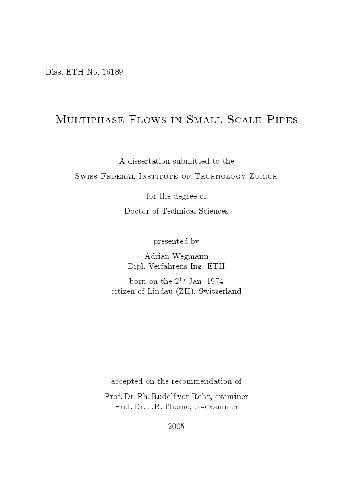 Diss. ETH No. 16189
MULTIPHASE FLOWS IN SMALL SCALE PIPES
A dissertation submitted to the
SWISS FEDERAL INSTITUTE OF TECHNOLOGY ZURICH
for the degree of
Doctor of Technical Sciences
presented by
Adrian Wegmann
Dipl. Verfahrens-Ing. ETH
born on the Jan. 1974
citizen of Lindau (ZH), Switzerland
accepted on the recommendation of
Prof. Dr. Ph. Rudolf von Rohr, examiner
Prof. Dr. J.R. Thome, co-examiner
2005